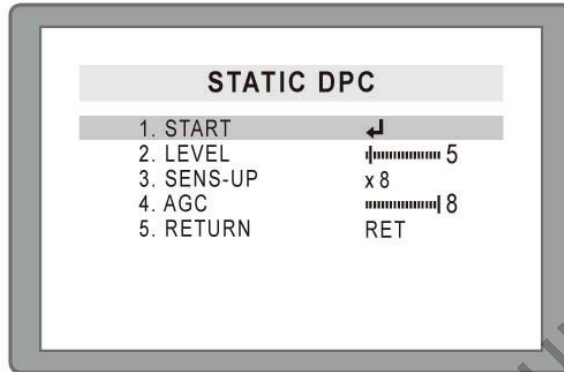 STATIC DPC
1. START ↵
2. LEVEL 5
3. SENS-UP x 8
4. AGC 8
5. RETURN RET